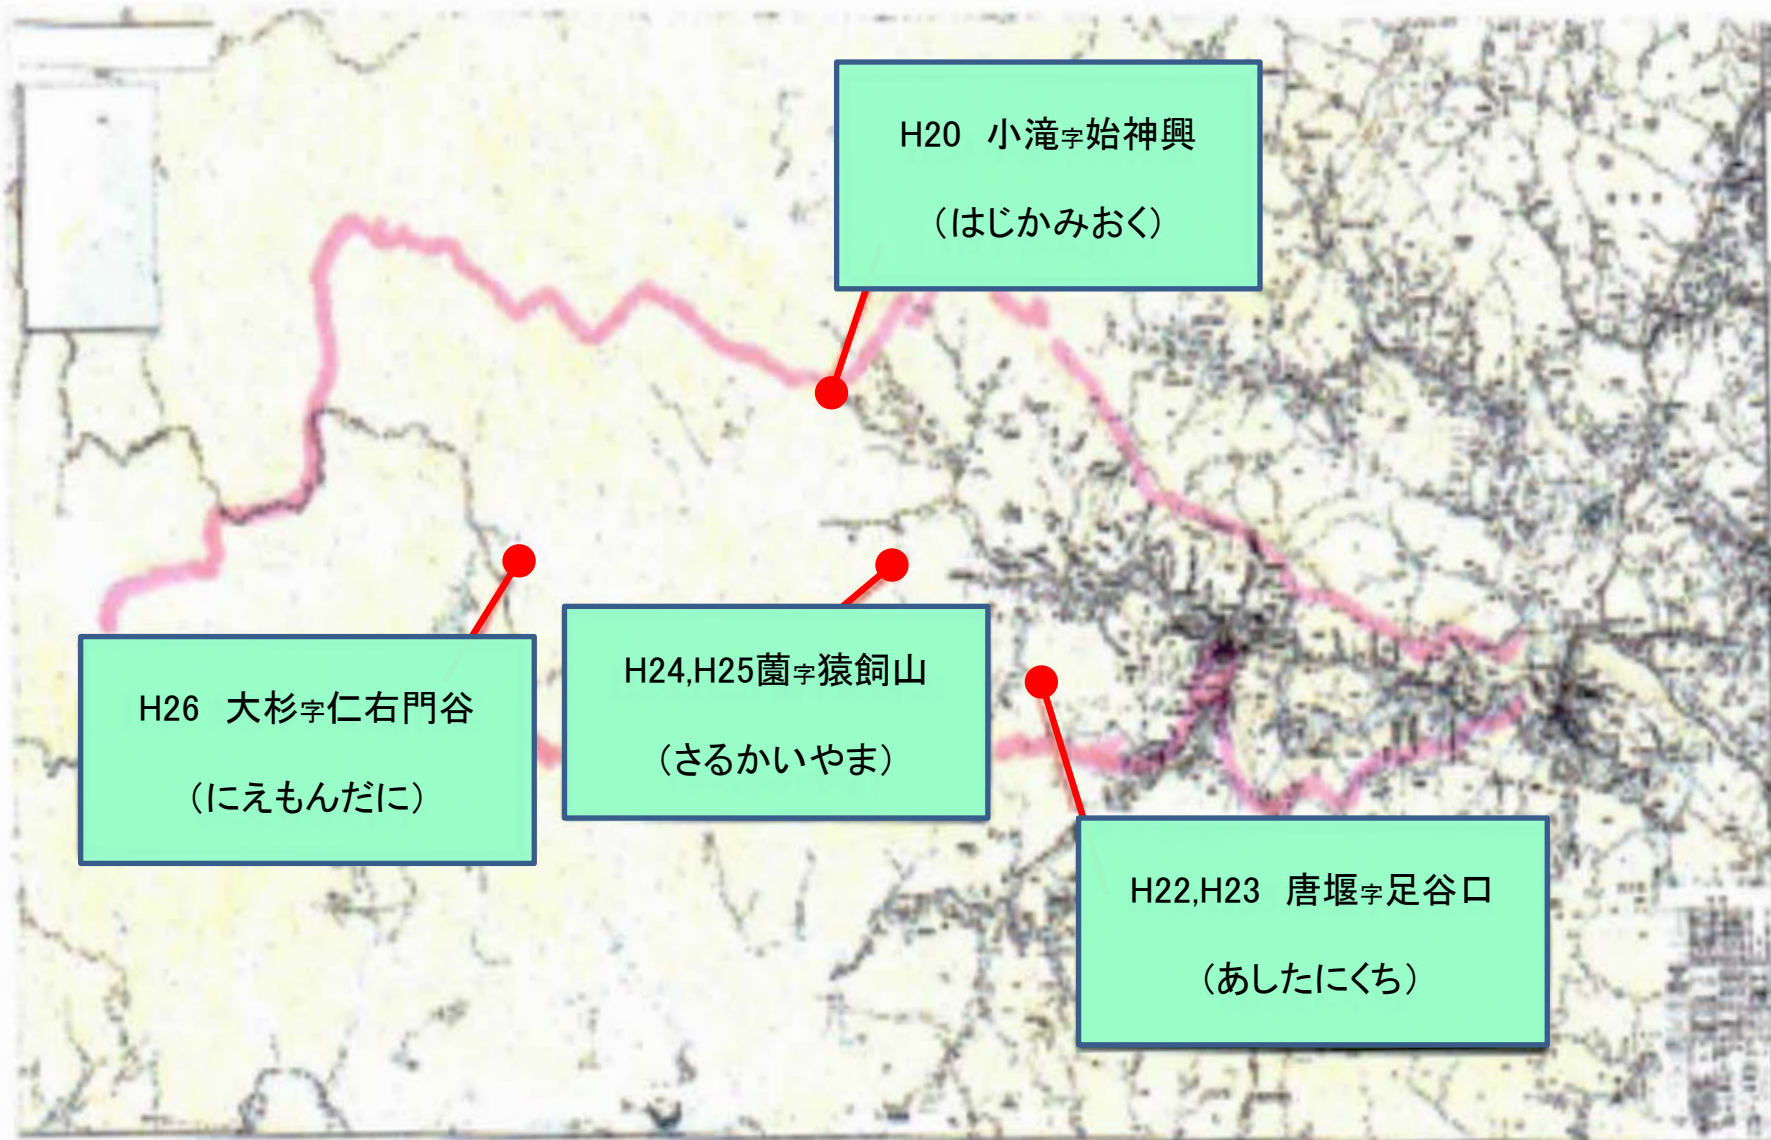 H20 小滝字始神興
（はじかみおく）
H24,H25薗字猿飼山
（さるかいやま）
H26 大杉字仁右門谷
（にえもんだに）
H22,H23 唐堰字足谷口
（あしたにくち）